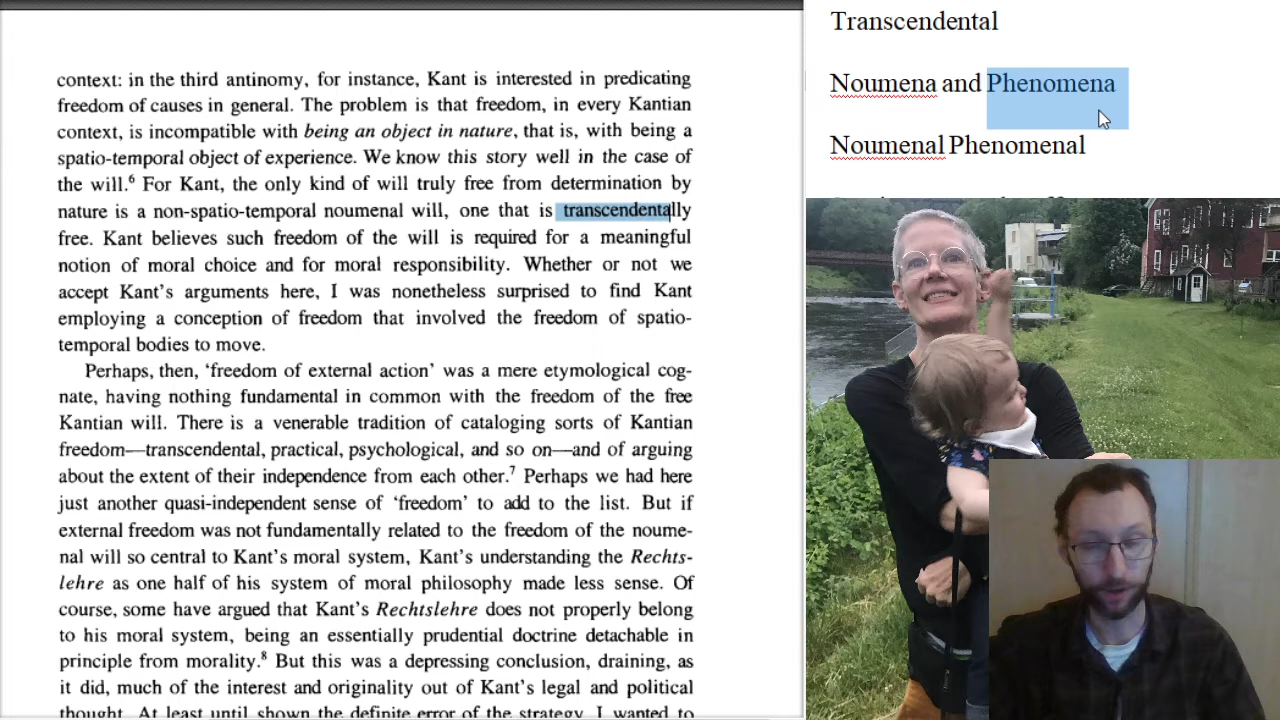 context: in the third antinomy, for instance, Kant is interested in predicating
freedom of causes in general. The problem is that freedom, in every Kantian
context, is incompatible with being an object in nature, that is, with being a
spatio-temporal object of experience. We know this story well in the case of
the will.⁶ For Kant, the only kind of will truly free from determination by
nature is a non-spatio-temporal noumenal will, one that is transcendentally
free. Kant believes such freedom of the will is required for a meaningful
notion of moral choice and for moral responsibility. Whether or not we
accept Kant's arguments here, I was nonetheless surprised to find Kant
employing a conception of freedom that involved the freedom of spatio-
temporal bodies to move.
Perhaps, then, 'freedom of external action' was a mere etymological cog-
nate, having nothing fundamental in common with the freedom of the free
Kantian will. There is a venerable tradition of cataloging sorts of Kantian
freedom—transcendental, practical, psychological, and so on—and of arguing
about the extent of their independence from each other.⁷ Perhaps we had here
just another quasi-independent sense of 'freedom' to add to the list. But if
external freedom was not fundamentally related to the freedom of the noume-
nal will so central to Kant's moral system, Kant's understanding the Rechts-
lehre as one half of his system of moral philosophy made less sense. Of
course, some have argued that Kant's Rechtslehre does not properly belong
to his moral system, being an essentially prudential doctrine detachable in
principle from morality.⁸ But this was a depressing conclusion, draining, as
it did, much of the interest and originality out of Kant's legal and political
thought. At least until shown the definite error of the strategy, I wanted to
Transcendental
Noumena and Phenomena
Noumenal Phenomenal